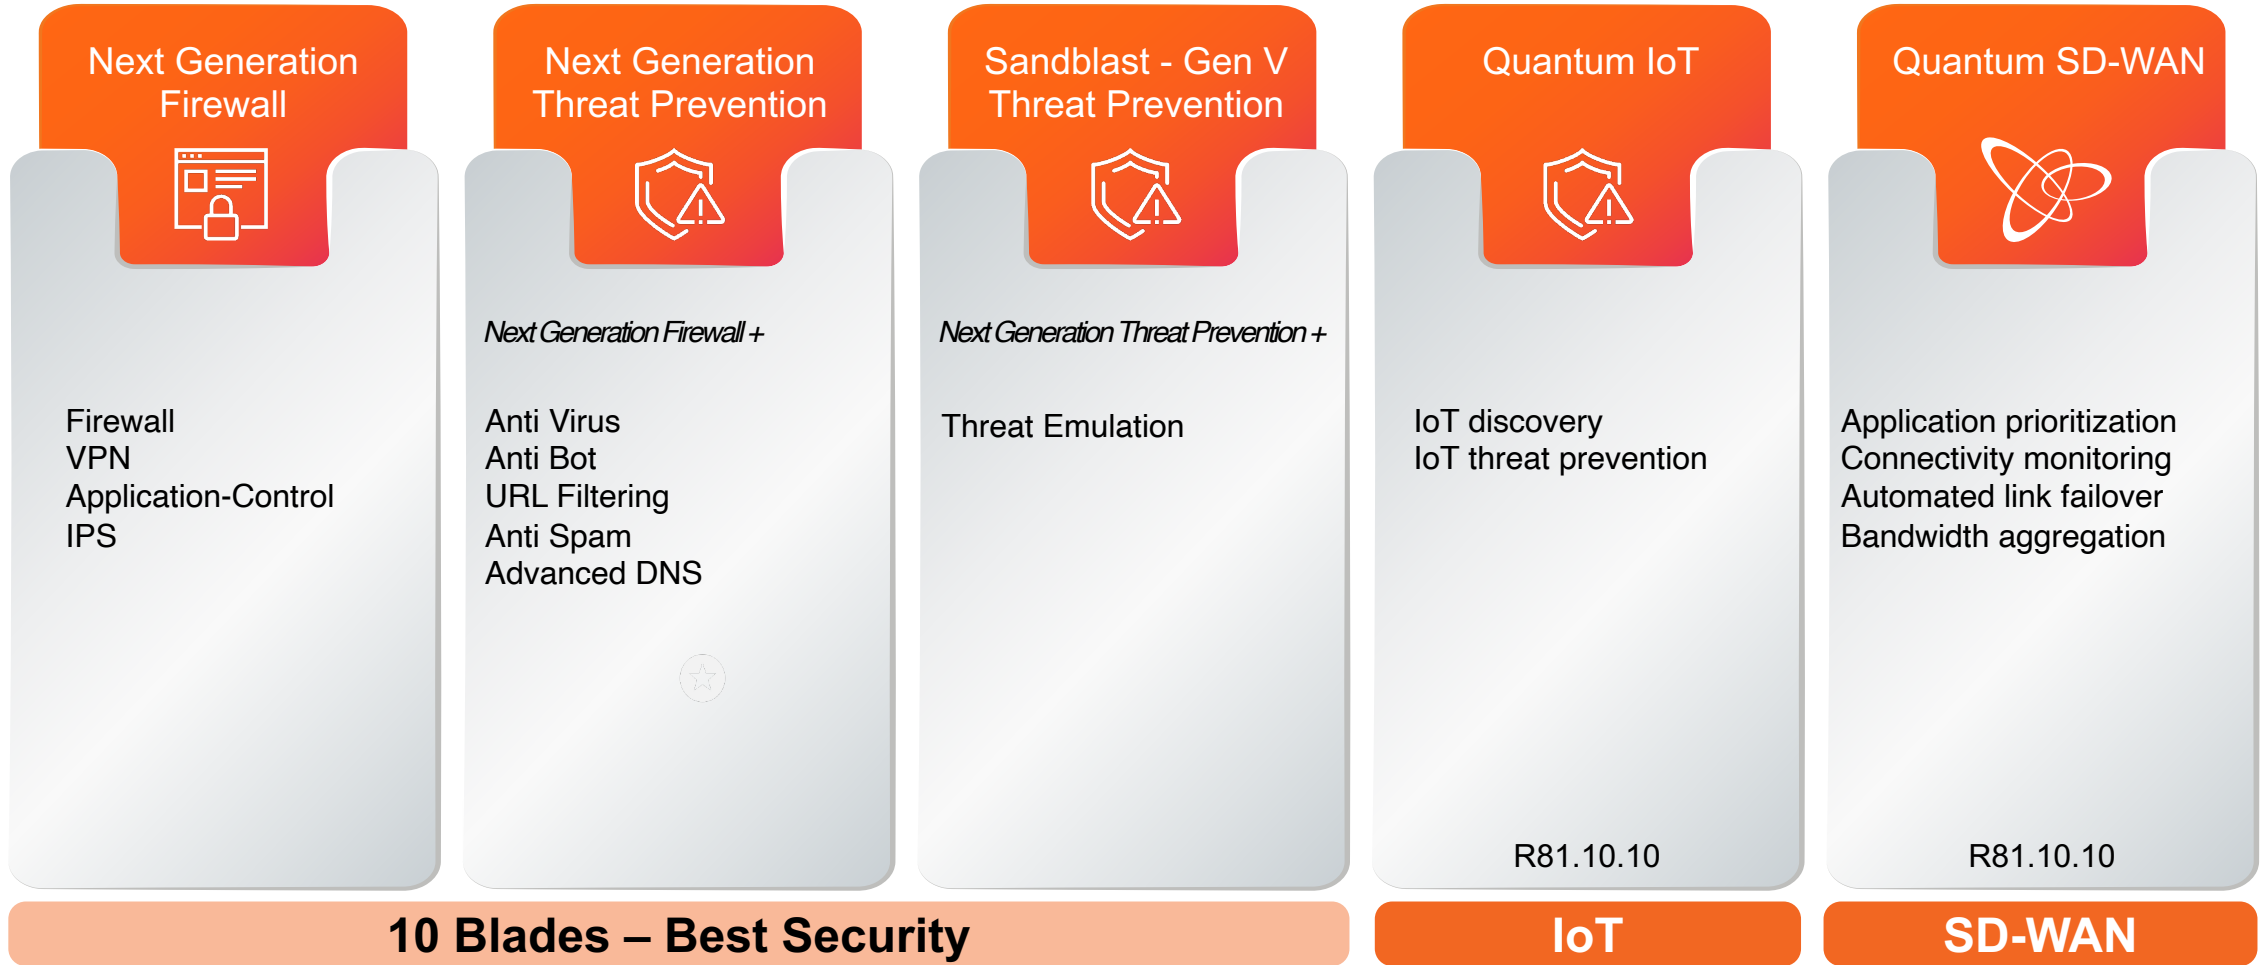 Next Generation
Firewall
Firewall
VPN
Application-Control
IPS
Next Generation
Threat Prevention
Next Generation Firewall +
Anti Virus
Anti Bot
URL Filtering
Anti Spam
Advanced DNS
Sandblast - Gen V
Threat Prevention
Next Generation Threat Prevention +
Threat Emulation
Quantum IoT
IoT discovery
IoT threat prevention
R81.10.10
Quantum SD-WAN
Application prioritization
Connectivity monitoring
Automated link failover
Bandwidth aggregation
R81.10.10
10 Blades – Best Security
IoT
SD-WAN